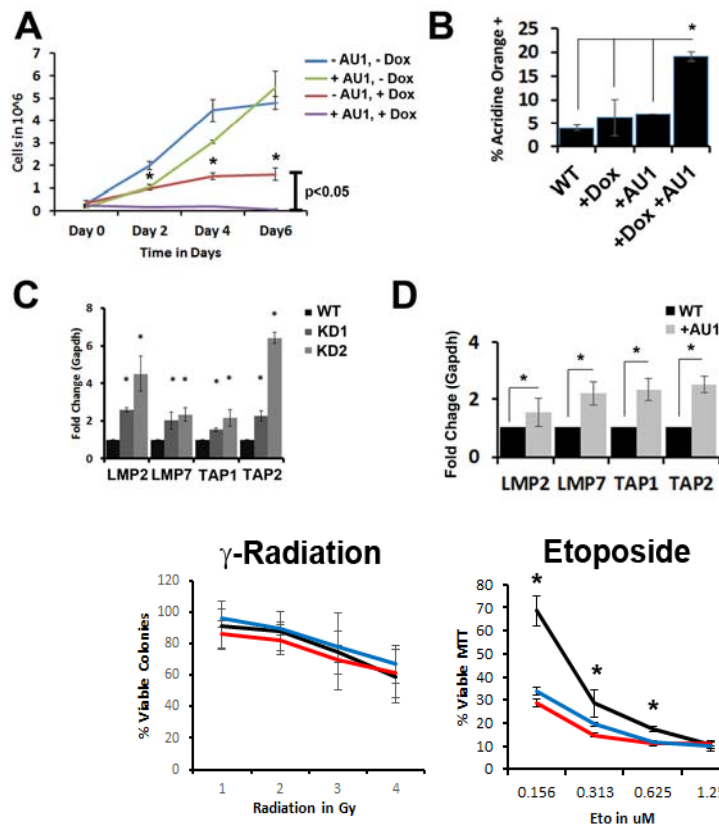 A
Cells in 10^6
6
5
4
3
2
1
0
Day 0 Day 2 Day 4 Day6
Time in Days
* * *
p<0.05
- AU1, - Dox
+ AU1, - Dox
- AU1, + Dox
+ AU1, + Dox
B
% Acridine Orange +
25
20
15
10
5
0
*
WT
+Dox
+AU1
+Dox +AU1
C
Fold Change (Gapdh)
8
6
4
2
0
WT
KD1
KD2
* * * * * * * *
LMP2 LMP7 TAP1 TAP2
D
Fold Chage (Gapdh)
4
2
0
WT
+AU1
* * * *
LMP2 LMP7 TAP1 TAP2
γ-Radiation
% Viable Colonies
120
100
80
60
40
20
0
1 2 3 4
Radiation in Gy
Etoposide
% Viable MTT
80
70
60
50
40
30
20
10
0
* * *
0.156 0.313 0.625
Eto in uM